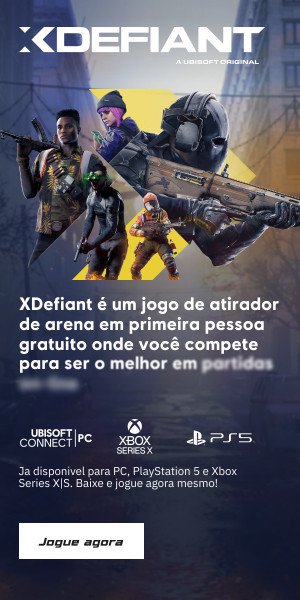 XDEFIANT
A UBISOFT ORIGINAL
XDefiant é um jogo de atirador
de arena em primeira pessoa
gratuito onde você compete
para ser o melhor em partidas
UBISOFT
CONNECT | PC
XBOX
SERIES X
PS5
Ja disponivel para PC, PlayStation 5 e Xbox
Series X|S. Baixe e jogue agora mesmo!
Jogue agora